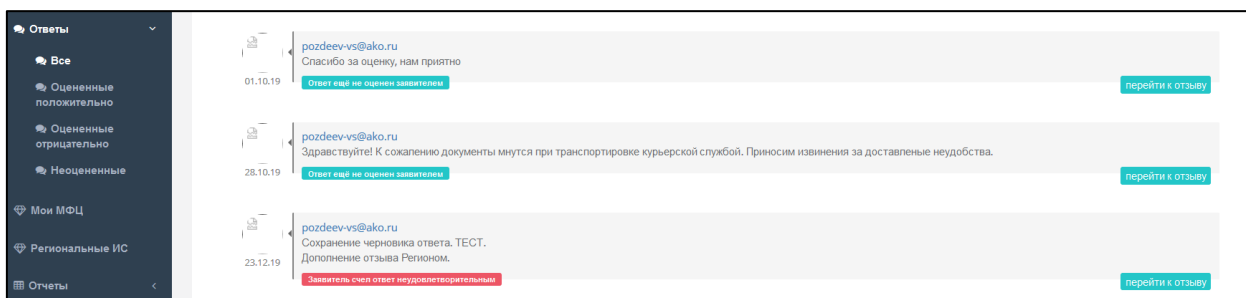 Ответы
Все
Оцененные
положительно
Оцененные
отрицательно
Неоцененные
Мои МФЦ
Региональные ИС
Отчеты
pozdeev-vs@ako.ru
Спасибо за оценку, нам приятно
01.10.19
Ответ ещё не оценен заявителем
перейти к отзыву
pozdeev-vs@ako.ru
Здравствуйте! К сожалению документы мнутся при транспортировке курьерской службой. Приносим извинения за доставленые неудобства.
28.10.19
Ответ ещё не оценен заявителем
перейти к отзыву
pozdeev-vs@ako.ru
Сохранение черновика ответа. ТЕСТ.
Дополнение отзыва Регионом.
23.12.19
Заявитель счел ответ неудовлетворительным
перейти к отзыву